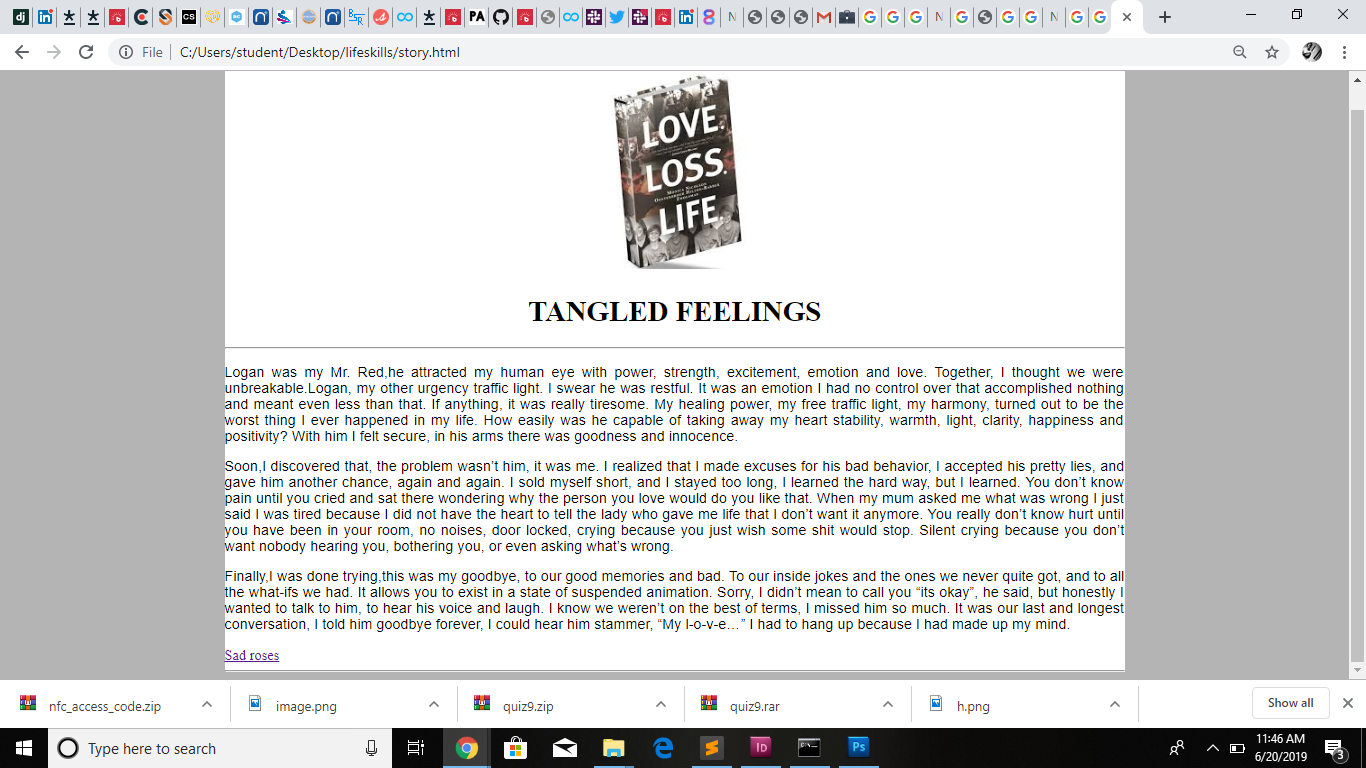 File
C:/Users/student/Desktop/lifeskills/story.html
LOVE.
LOSS.
LIFE.
TANGLED FEELINGS
Logan was my Mr. Red,he attracted my human eye with power, strength, excitement, emotion and love. Together, I thought we were
unbreakable.Logan, my other urgency traffic light. I swear he was restful. It was an emotion I had no control over that accomplished nothing
and meant even less than that. If anything, it was really tiresome. My healing power, my free traffic light, my harmony, turned out to be the
worst thing I ever happened in my life. How easily was he capable of taking away my heart stability, warmth, light, clarity, happiness and
positivity? With him I felt secure, in his arms there was goodness and innocence.
Soon,I discovered that, the problem wasn’t him, it was me. I realized that I made excuses for his bad behavior, I accepted his pretty lies, and
gave him another chance, again and again. I sold myself short, and I stayed too long, I learned the hard way, but I learned. You don’t know
pain until you cried and sat there wondering why the person you love would do you like that. When my mum asked me what was wrong I just
said I was tired because I did not have the heart to tell the lady who gave me life that I don’t want it anymore. You really don’t know hurt until
you have been in your room, no noises, door locked, crying because you just wish some shit would stop. Silent crying because you don’t
want nobody hearing you, bothering you, or even asking what’s wrong.
Finally,I was done trying,this was my goodbye, to our good memories and bad. To our inside jokes and the ones we never quite got, and to all
the what-ifs we had. It allows you to exist in a state of suspended animation. Sorry, I didn’t mean to call you “its okay”, he said, but honestly I
wanted to talk to him, to hear his voice and laugh. I know we weren’t on the best of terms, I missed him so much. It was our last and longest
conversation, I told him goodbye forever, I could hear him stammer, “My l-o-v-e…” I had to hang up because I had made up my mind.
Sad roses
nfc_access_code.zip
image.png
quiz9.zip
quiz9.rar
h.png
Show all
Type here to search
11:46 AM
6/20/2019
3